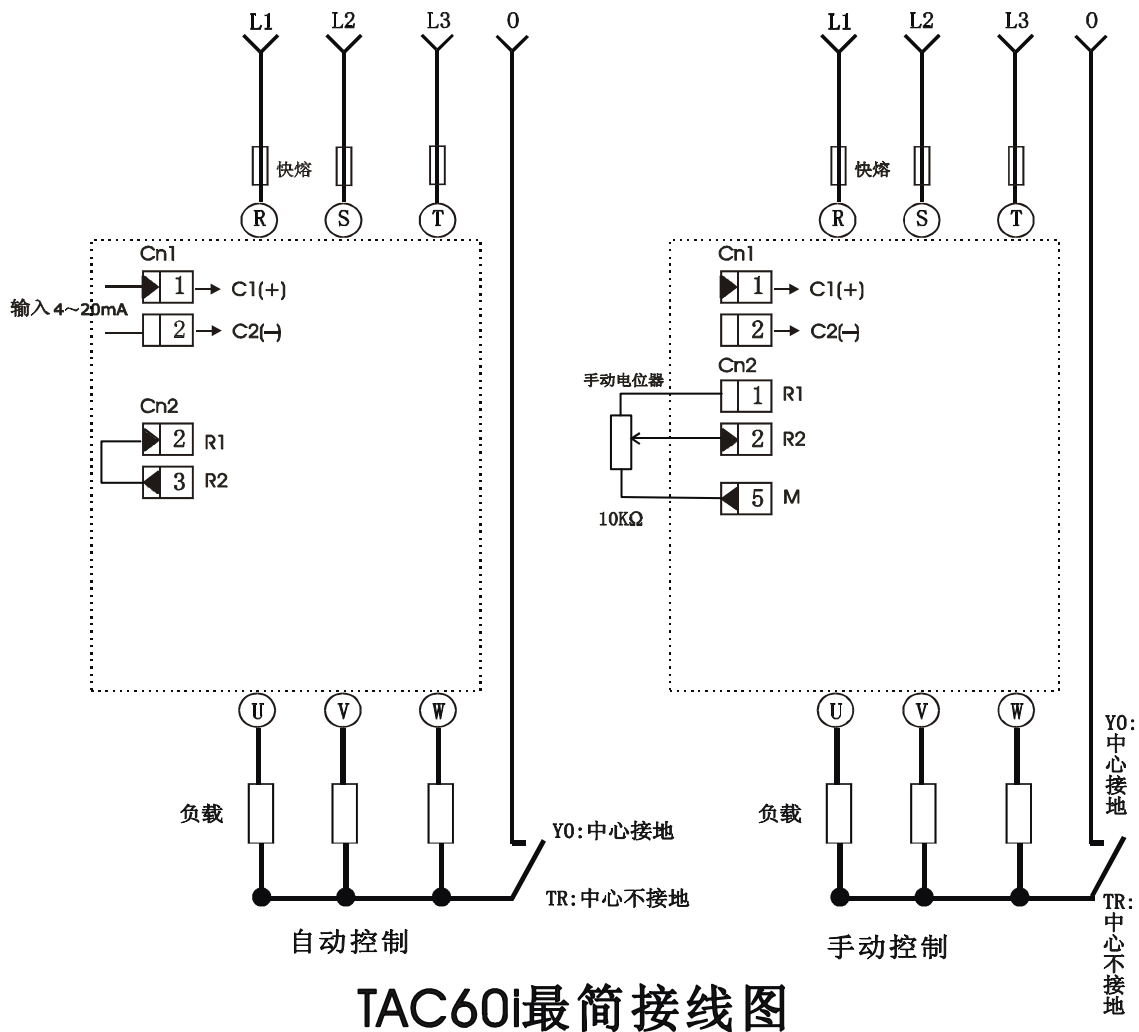 L1 L2 L3 0
快熔
R S T
Cn1
1 C1(+)
输入 4～20mA
2 C2(—)
Cn2
2 R1
3 R2
U V W
负载
YO:中心接地
TR:中心不接地
自动控制
L1 L2 L3 0
快熔
R S T
Cn1
1 C1(+)
2 C2(—)
Cn2
手动电位器
1 R1
2 R2
5 M
10KΩ
U V W
负载
YO:中心接地
TR:中心不接地
手动控制
TAC60i最简接线图